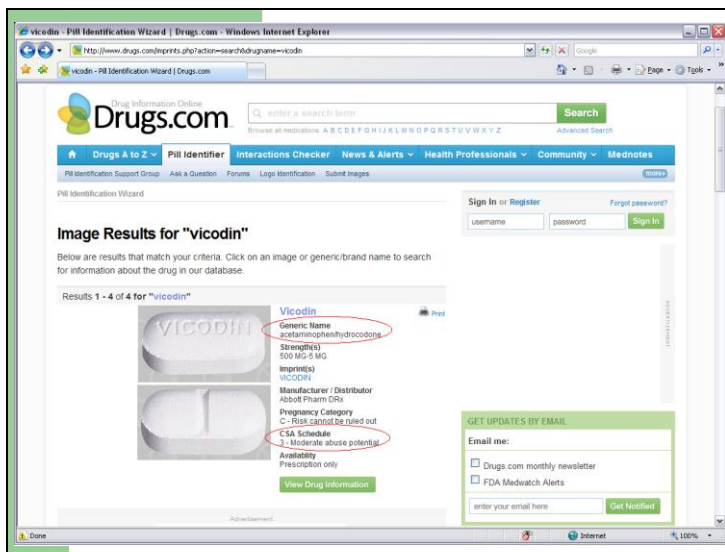 vicodin - Pill Identification Wizard | Drugs.com - Windows Internet Explorer
http://www.drugs.com/imprints.php?action=search&drugname=vicodin
Google
vicodin - Pill Identification Wizard | Drugs.com
Page
Tools
Drug Information Online
Drugs.com
enter a search term
Search
Browse all medications A B C D E F G H I J K L M N O P Q R S T U V W X Y Z
Advanced Search
Drugs A to Z
Pill Identifier
Interactions Checker
News & Alerts
Health Professionals
Community
Mednotes
Pill Identification Support Group
Ask a Question
Forums
Logo Identification
Submit Images
more
Pill Identification Wizard
Sign In or Register
Forgot password?
username
password
Sign In
Image Results for "vicodin"
Below are results that match your criteria. Click on an image or generic/brand name to search
for information about the drug in our database.
Results 1 - 4 of 4 for "vicodin"
VICODIN
Vicodin
Print
Generic Name
acetaminophen/hydrocodone
Strength(s)
500 MG-5 MG
Imprint(s)
VICODIN
Manufacturer / Distributor
Abbott Pharm DRx
Pregnancy Category
C - Risk cannot be ruled out
CSA Schedule
3 - Moderate abuse potential
Availability
Prescription only
View Drug Information
Advertisement
ADVERTISEMENT
GET UPDATES BY EMAIL
Email me:
Drugs.com monthly newsletter
FDA Medwatch Alerts
enter your email here
Get Notified
Done
Internet
100%